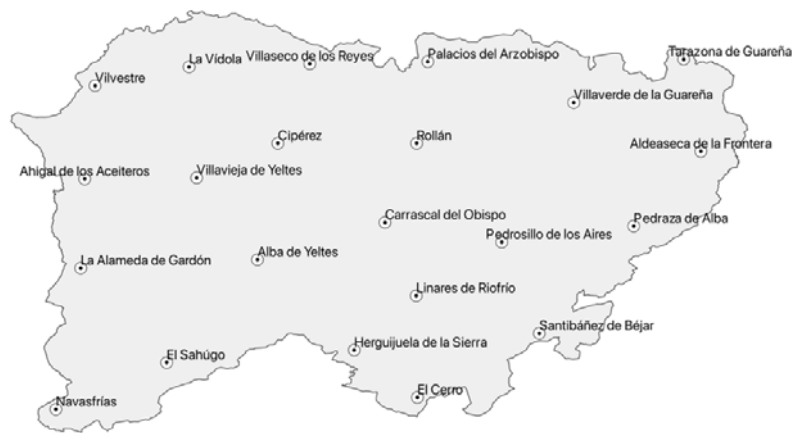 Tarazona de Guareña
La Vídola
Villaseco de los Reyes
Palacios del Arzobispo
Vilvestre
Villaverde de la Guareña
Cipérez
Rollán
Aldeaseca de la Frontera
Ahigal de los Aceiteros
Villavieja de Yeltes
Carrascal del Obispo
Pedraza de Alba
Pedrosillo de los Aires
Alba de Yeltes
La Alameda de Gardón
Linares de Riofrío
Santibáñez de Béjar
Herguijuela de la Sierra
El Sahúgo
El Cerro
Navasfrías